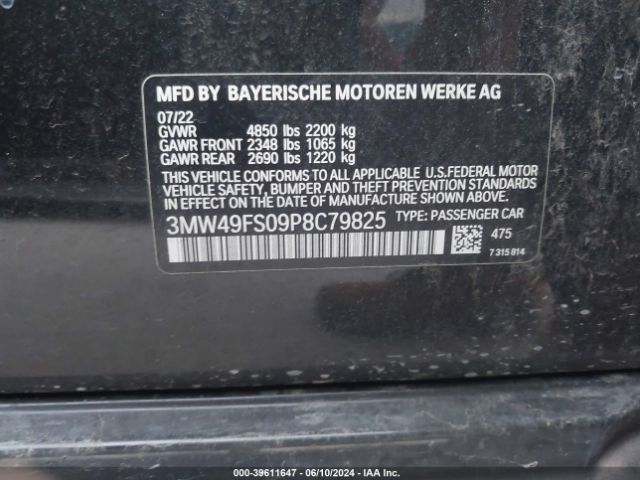 MFD BY BAYERISCHE MOTOREN WERKE AG
07/22
GVWR 4850 lbs 2200 kg
GAWR FRONT 2348 lbs 1065 kg
GAWR REAR 2690 lbs 1220 kg
THIS VEHICLE CONFORMS TO ALL APPLICABLE U.S.FEDERAL MOTOR
VEHICLE SAFETY, BUMPER AND THEFT PREVENTION STANDARDS
IN EFFECT ON THE DATE OF MANUFACTURE SHOWN ABOVE.
3MW49FS09P8C79825 TYPE: PASSENGER CAR
475
7 315 814
000-39611647 / 06/10/2024 - IAA Inc.